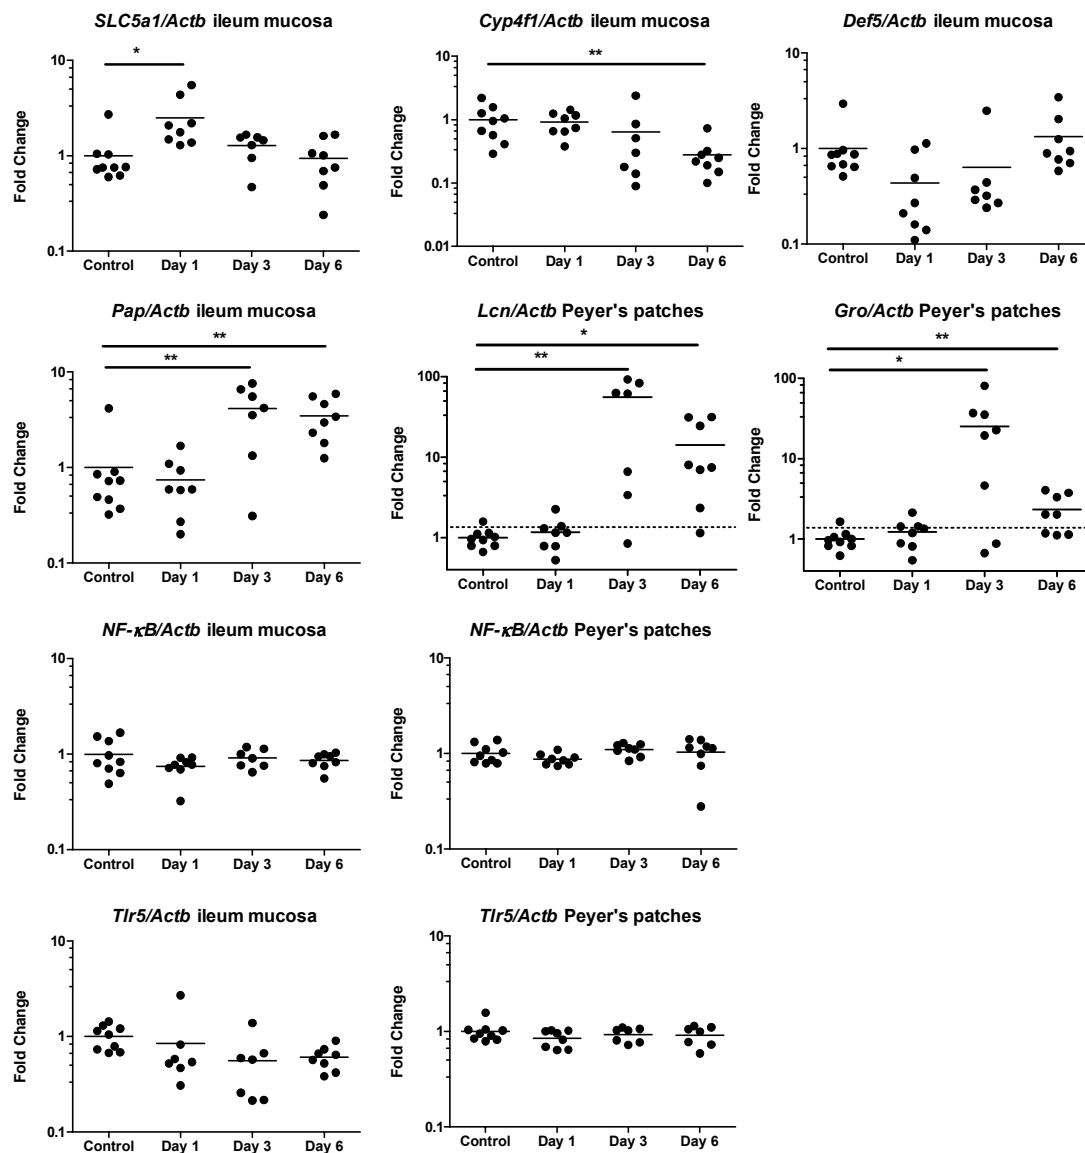 SLC5a1/Actb ileum mucosa
*
Fold Change
10
1
0.1
Control Day 1 Day 3 Day 6
Cyp4f1/Actb ileum mucosa
**
Fold Change
10
1
0.1
0.01
Control Day 1 Day 3 Day 6
Def5/Actb ileum mucosa
Fold Change
10
1
0.1
Control Day 1 Day 3 Day 6
Pap/Actb ileum mucosa
**
**
Fold Change
10
1
0.1
Control Day 1 Day 3 Day 6
Lcn/Actb Peyer's patches
*
**
Fold Change
100
10
1
Control Day 1 Day 3 Day 6
Gro/Actb Peyer's patches
**
*
Fold Change
100
10
1
Control Day 1 Day 3 Day 6
NF-κB/Actb ileum mucosa
Fold Change
10
1
0.1
Control Day 1 Day 3 Day 6
NF-κB/Actb Peyer's patches
Fold Change
10
1
0.1
Control Day 1 Day 3 Day 6
Tlr5/Actb ileum mucosa
Fold Change
10
1
0.1
Control Day 1 Day 3 Day 6
Tlr5/Actb Peyer's patches
Fold Change
10
1
0.1
Control Day 1 Day 3 Day 6